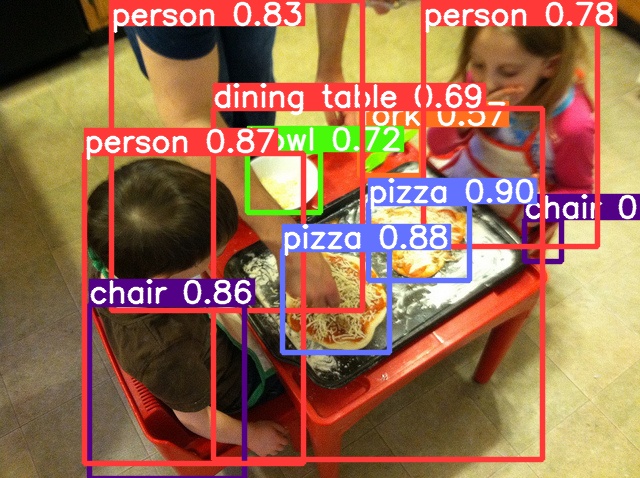 person 0.83
person 0.78
dining table 0.69
ork 0.57
person 0.87
owl 0.72
pizza 0.90
chair 0
pizza 0.88
chair 0.86